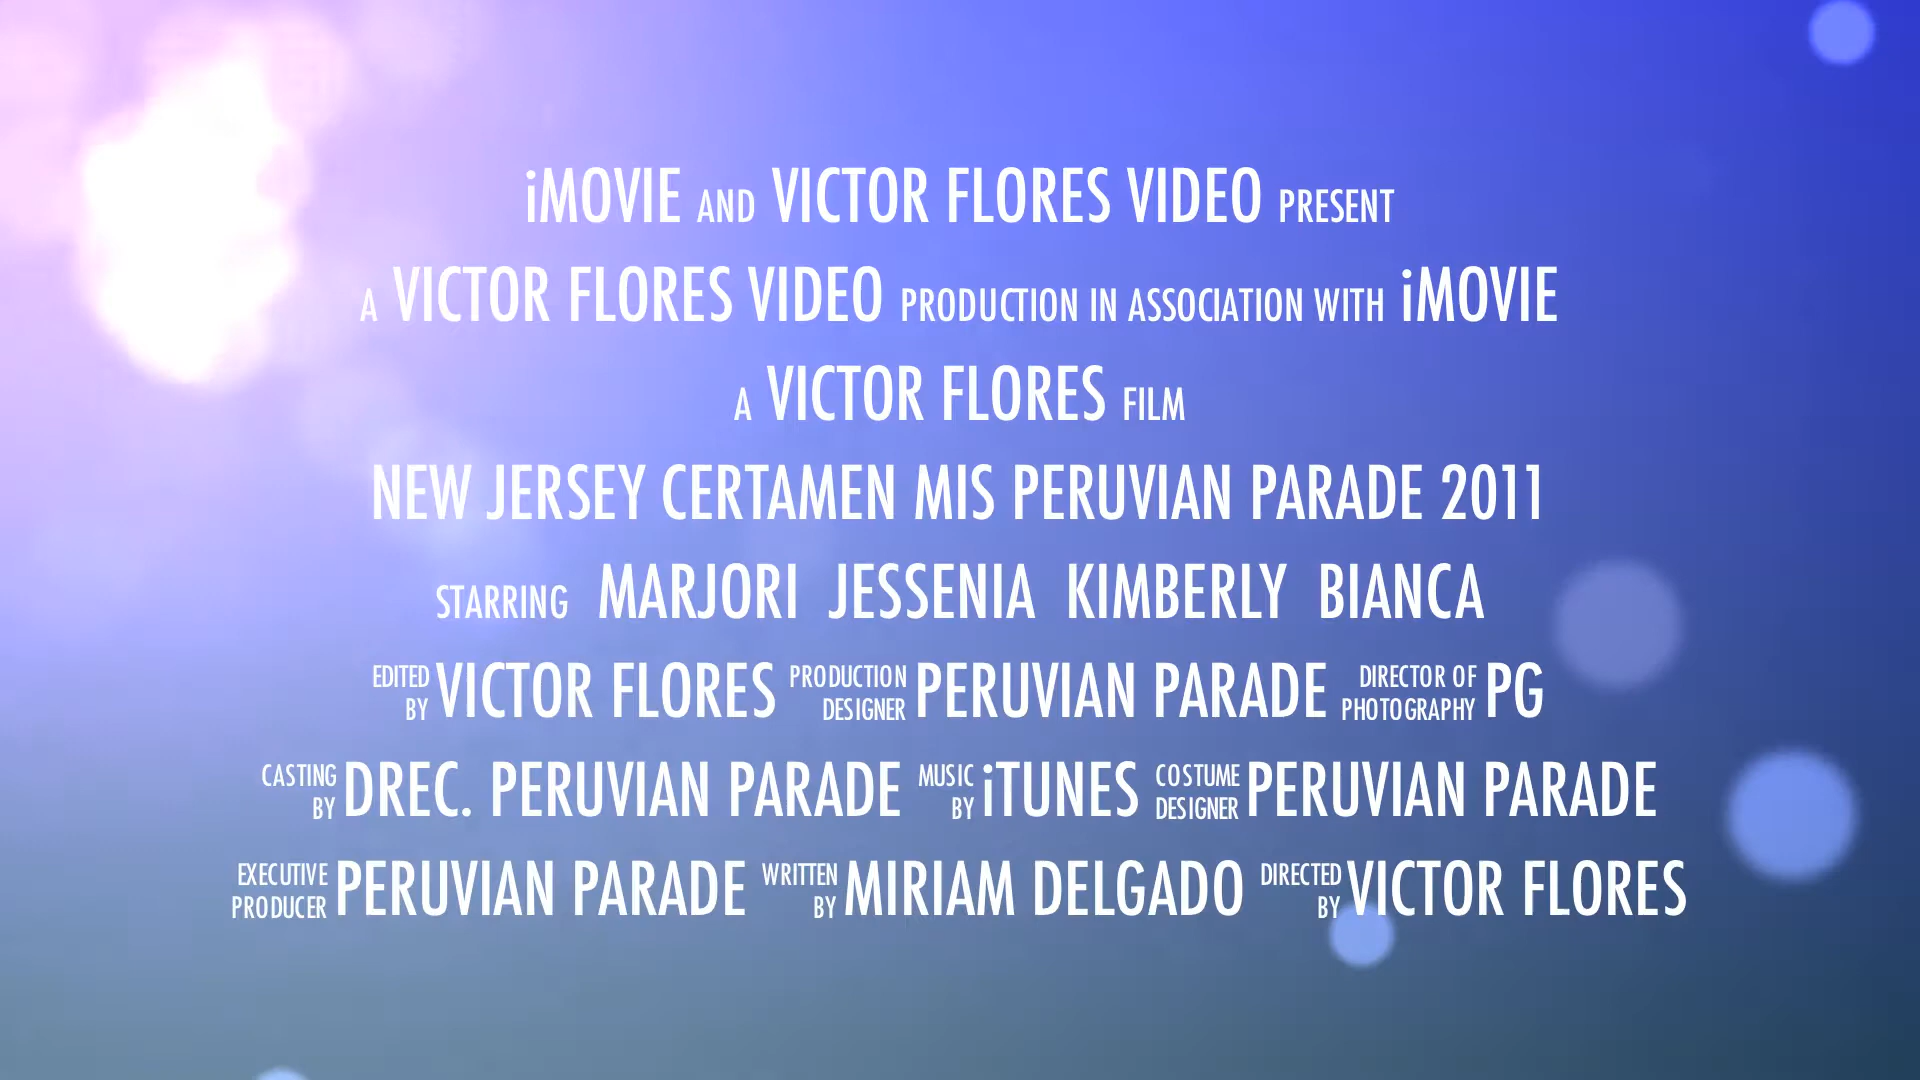 iMOVIE AND VICTOR FLORES VIDEO PRESENT
A VICTOR FLORES VIDEO PRODUCTION IN ASSOCIATION WITH iMOVIE
A VICTOR FLORES FILM
NEW JERSEY CERTAMEN MIS PERUVIAN PARADE 2011
STARRING MARJORI JESSENIA KIMBERLY BIANCA
EDITED BY VICTOR FLORES PRODUCTION DESIGNER PERUVIAN PARADE DIRECTOR OF PHOTOGRAPHY PG
CASTING BY DREC. PERUVIAN PARADE MUSIC BY iTUNES COSTUME DESIGNER PERUVIAN PARADE
EXECUTIVE PRODUCER PERUVIAN PARADE WRITTEN BY MIRIAM DELGADO DIRECTED BY VICTOR FLORES